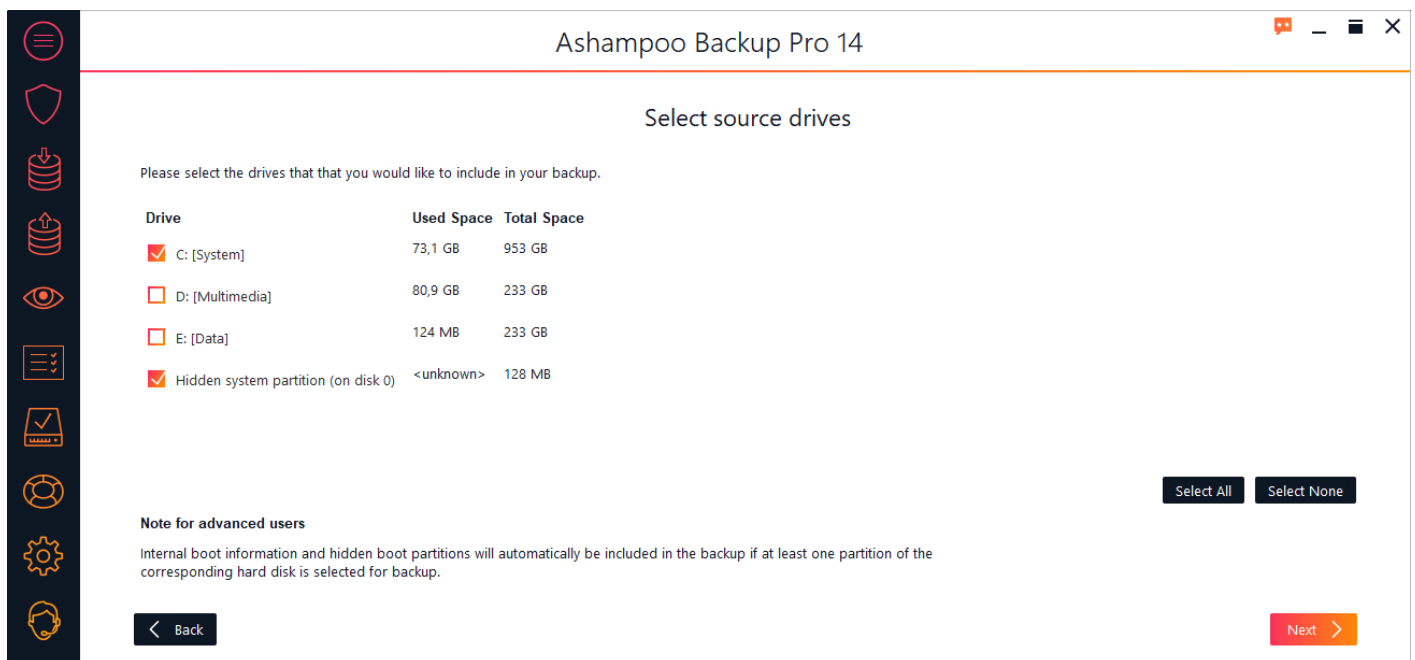 Ashampoo Backup Pro 14
Select source drives
Please select the drives that that you would like to include in your backup.
Drive Used Space Total Space
C: [System] 73,1 GB 953 GB
D: [Multimedia] 80,9 GB 233 GB
E: [Data] 124 MB 233 GB
Hidden system partition (on disk 0) <unknown> 128 MB
Select All Select None
Note for advanced users
Internal boot information and hidden boot partitions will automatically be included in the backup if at least one partition of the
corresponding hard disk is selected for backup.
Back Next